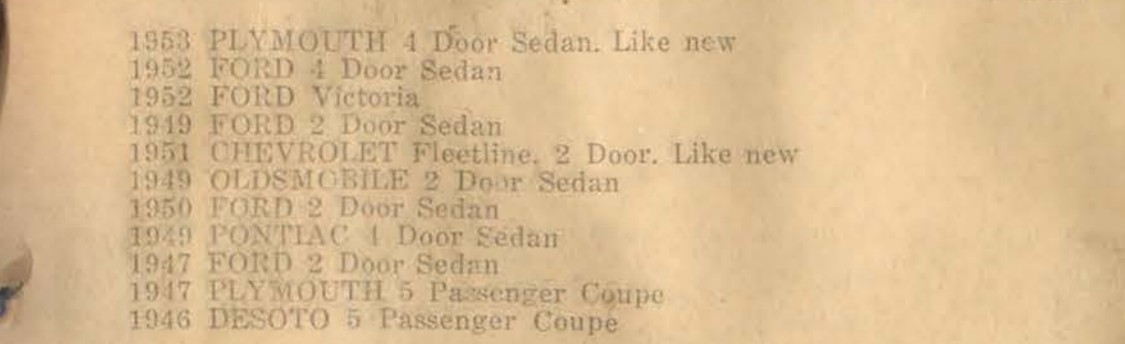 1953 PLYMOUTH 4 Door Sedan. Like new
1952 FORD 4 Door Sedan
1952 FORD Victoria
1949 FORD 2 Door Sedan
1951 CHEVROLET Fleetline. 2 Door. Like new
1949 OLDSMOBILE 2 Door Sedan
1950 FORD 2 Door Sedan
1949 PONTIAC 4 Door Sedan
1947 FORD 2 Door Sedan
1947 PLYMOUTH 5 Passenger Coupe
1946 DESOTO 5 Passenger Coupe